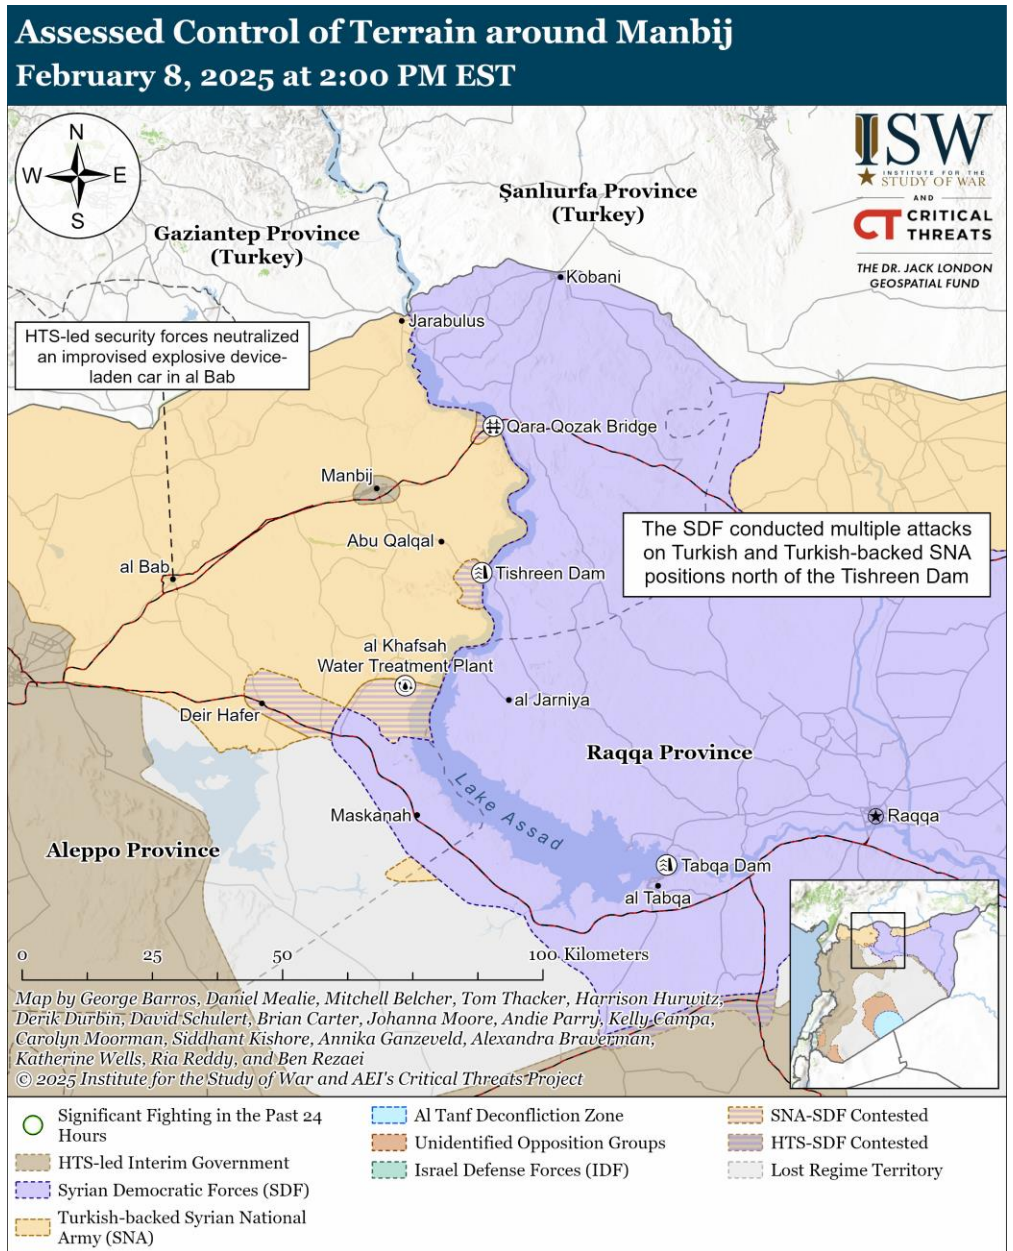 Assessed Control of Terrain around Manbij
February 8, 2025 at 2:00 PM EST
N
W
E
S
ISW
INSTITUTE FOR THE
STUDY OF WAR
AND
CT CRITICAL
THREATS
THE DR. JACK LONDON
GEOSPATIAL FUND
Şanlıurfa Province
(Turkey)
Gaziantep Province
(Turkey)
Kobani
Jarabulus
HTS-led security forces neutralized
an improvised explosive device-
laden car in al Bab
Qara-Qozak Bridge
Manbij
Abu Qalqal
The SDF conducted multiple attacks
on Turkish and Turkish-backed SNA
positions north of the Tishreen Dam
al Bab
Tishreen Dam
al Khafsah
Water Treatment Plant
al Jarniya
Deir Hafer
Raqqa Province
Lake Assad
Maskanah
Raqqa
Aleppo Province
Tabqa Dam
al Tabqa
0 25 50 100 Kilometers
Map by George Barros, Daniel Mealie, Mitchell Belcher, Tom Thacker, Harrison Hurwitz,
Derik Durbin, David Schulert, Brian Carter, Johanna Moore, Andie Parry, Kelly Campa,
Carolyn Moorman, Siddhant Kishore, Annika Ganzeveld, Alexandra Braverman,
Katherine Wells, Ria Reddy, and Ben Rezaei
© 2025 Institute for the Study of War and AEI's Critical Threats Project
Significant Fighting in the Past 24
Hours
HTS-led Interim Government
Syrian Democratic Forces (SDF)
Turkish-backed Syrian National
Army (SNA)
Al Tanf Deconfliction Zone
Unidentified Opposition Groups
Israel Defense Forces (IDF)
SNA-SDF Contested
HTS-SDF Contested
Lost Regime Territory